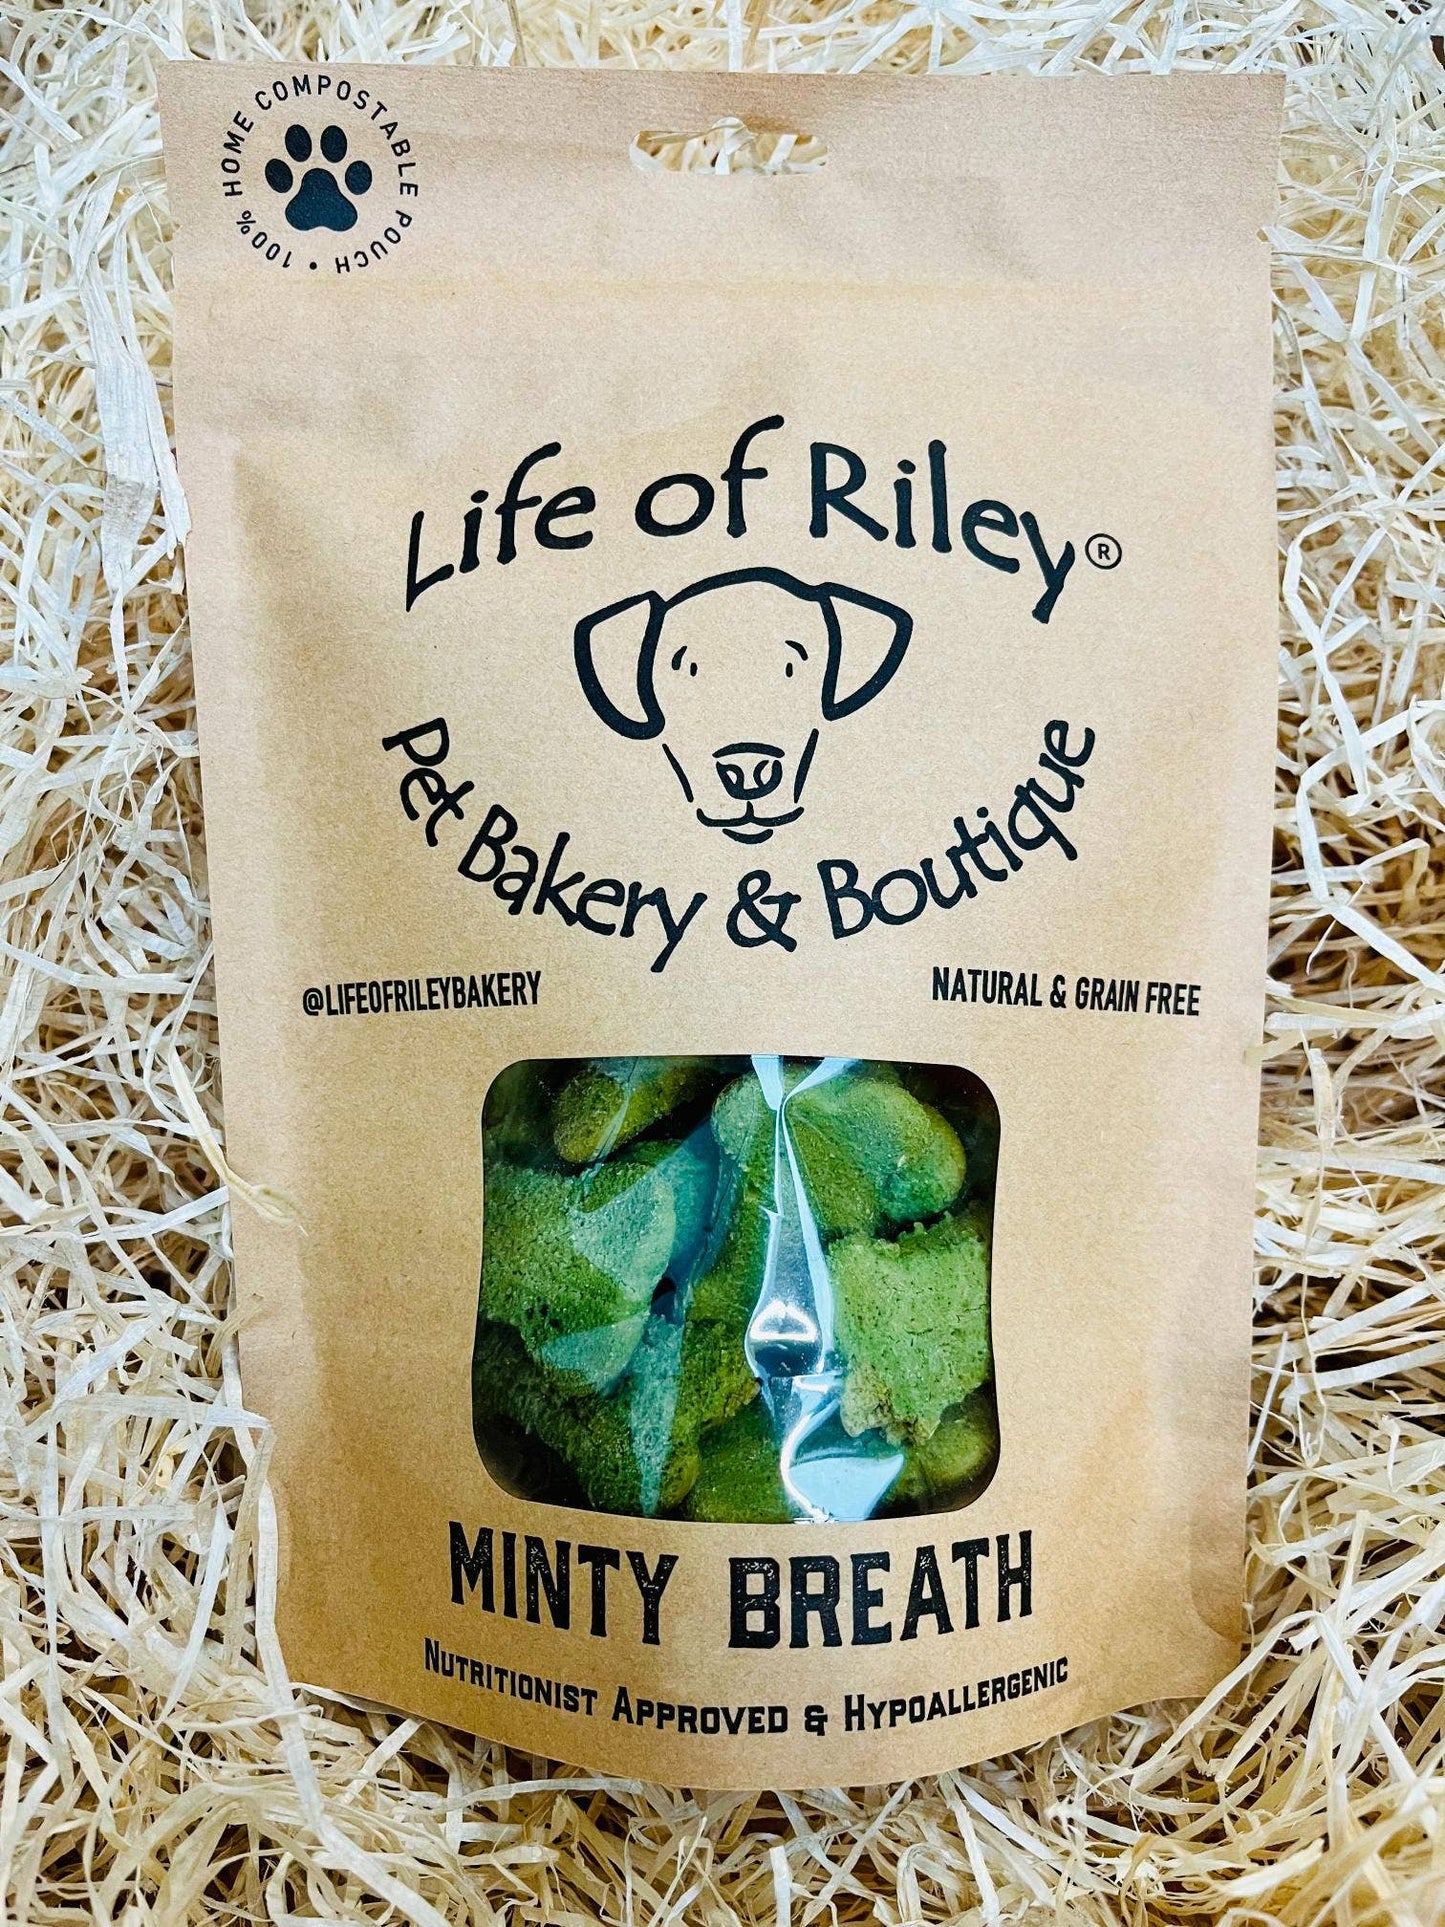 100% HOME COMPOSTABLE POUCH •
Life of Riley®
Pet Bakery & Boutique
@LIFEOFRILEYBAKERY
NATURAL & GRAIN FREE
MINTY BREATH
NUTRITIONIST APPROVED & HYPOALLERGENIC